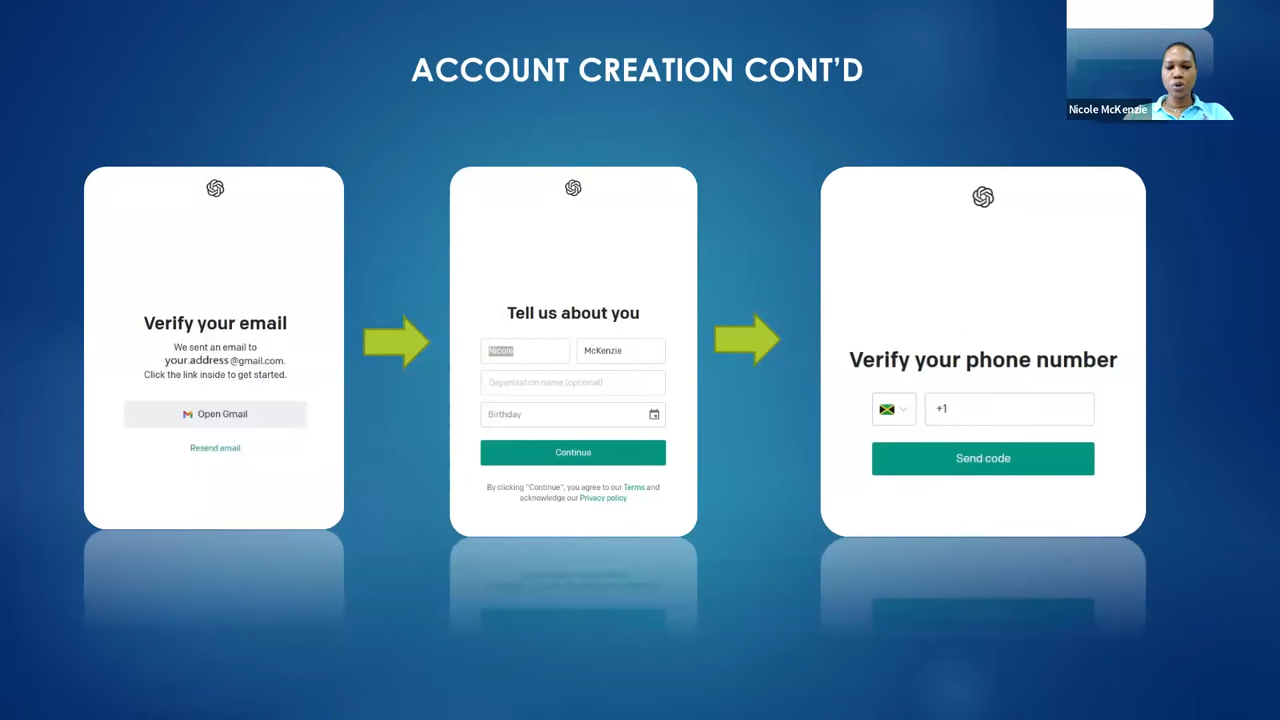 ACCOUNT CREATION CONT'D
Nicole McKenzie
Verify your email
We sent an email to
your.address @gmail.com.
Click the link inside to get started.
Open Gmail
Resend email
Tell us about you
Nicole
McKenzie
Organization name (optional)
Birthday
Continue
By clicking "Continue", you agree to our Terms and
acknowledge our Privacy policy
Verify your phone number
+1
Send code